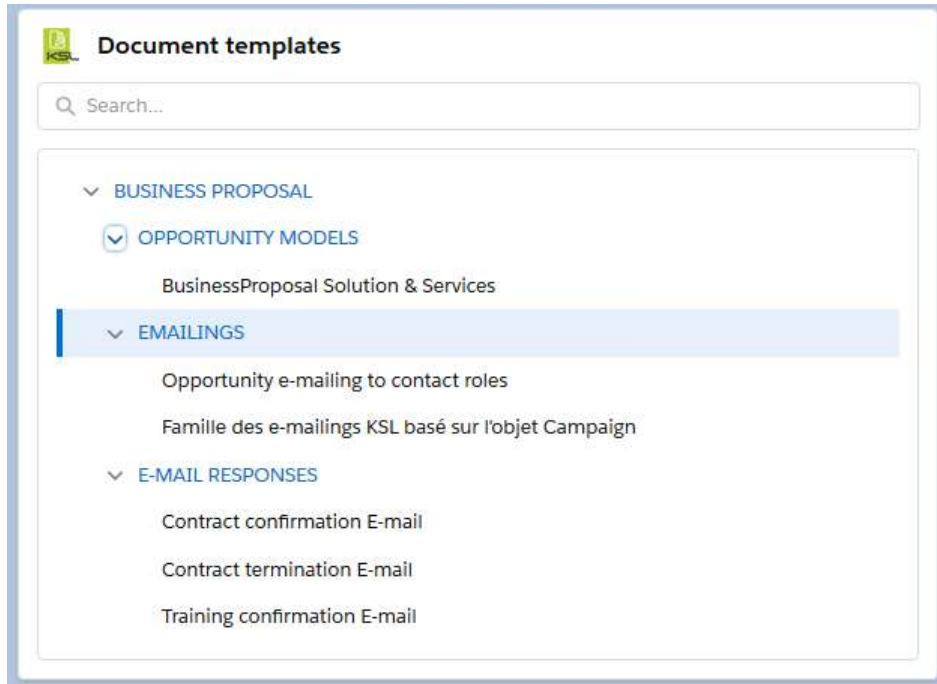 KSL
Document templates
Search...
BUSINESS PROPOSAL
OPPORTUNITY MODELS
BusinessProposal Solution & Services
EMAILINGS
Opportunity e-mailing to contact roles
Famille des e-mailings KSL basé sur l'objet Campaign
E-MAIL RESPONSES
Contract confirmation E-mail
Contract termination E-mail
Training confirmation E-mail